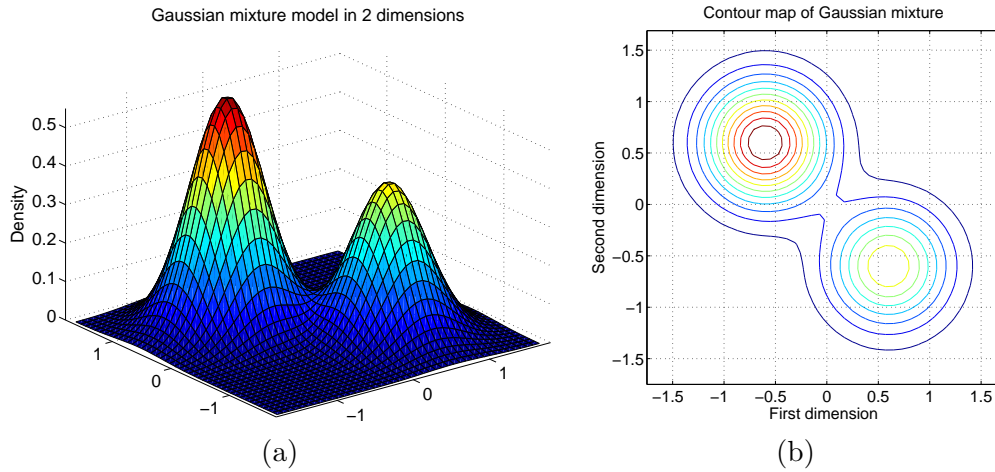 Gaussian mixture model in 2 dimensions
0.5
0.4
0.3
0.2
0.1
0
Density
1
0
−1
−1
0
1
(a)
Contour map of Gaussian mixture
1.5
1
0.5
0
−0.5
−1
−1.5
Second dimension
−1.5 −1 −0.5 0 0.5 1 1.5
First dimension
(b)